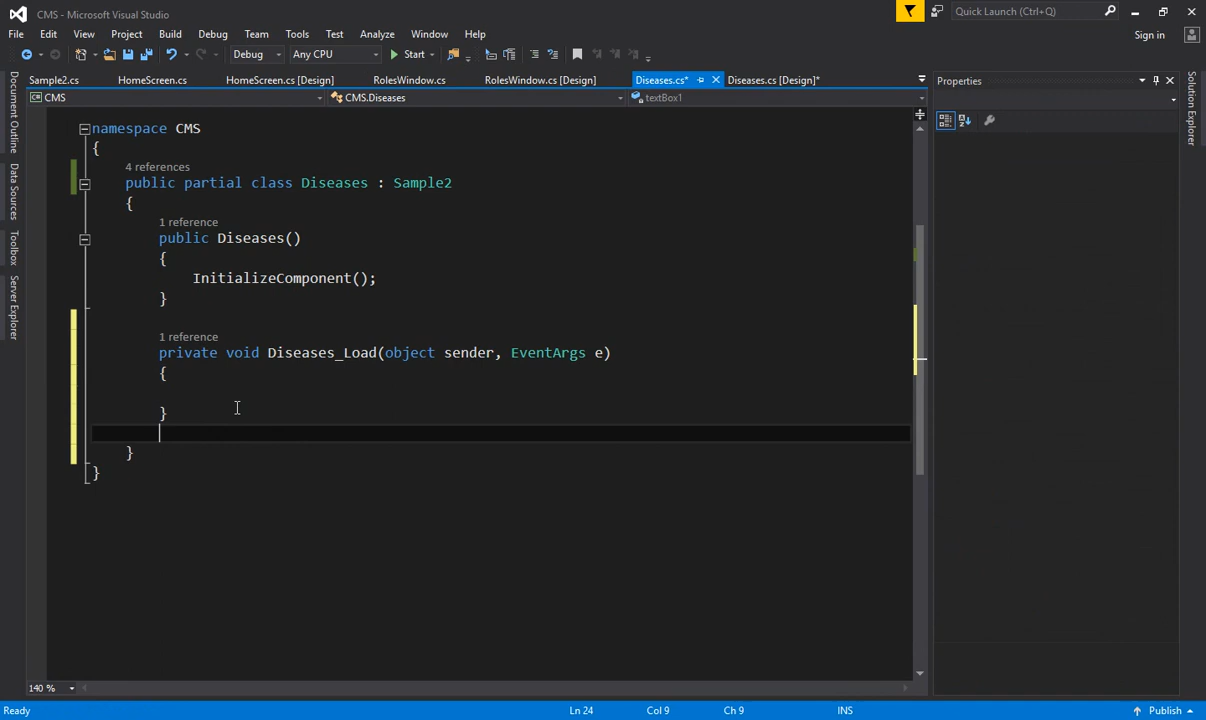 CMS - Microsoft Visual Studio
Quick Launch (Ctrl+Q)
File Edit View Project Build Debug Team Tools Test Analyze Window Help
Sign in
Debug Any CPU Start
Sample2.cs HomeScreen.cs HomeScreen.cs [Design] RolesWindow.cs RolesWindow.cs [Design] Diseases.cs* Diseases.cs [Design]*
Properties
CMS CMS.Diseases textBox1
Document Outline
Data Sources
Toolbox
Server Explorer
Solution Explorer
namespace CMS
{
4 references
public partial class Diseases : Sample2
{
1 reference
public Diseases()
{
InitializeComponent();
}
1 reference
private void Diseases_Load(object sender, EventArgs e)
{
}
}
}
140 %
Ready Ln 24 Col 9 Ch 9 INS Publish